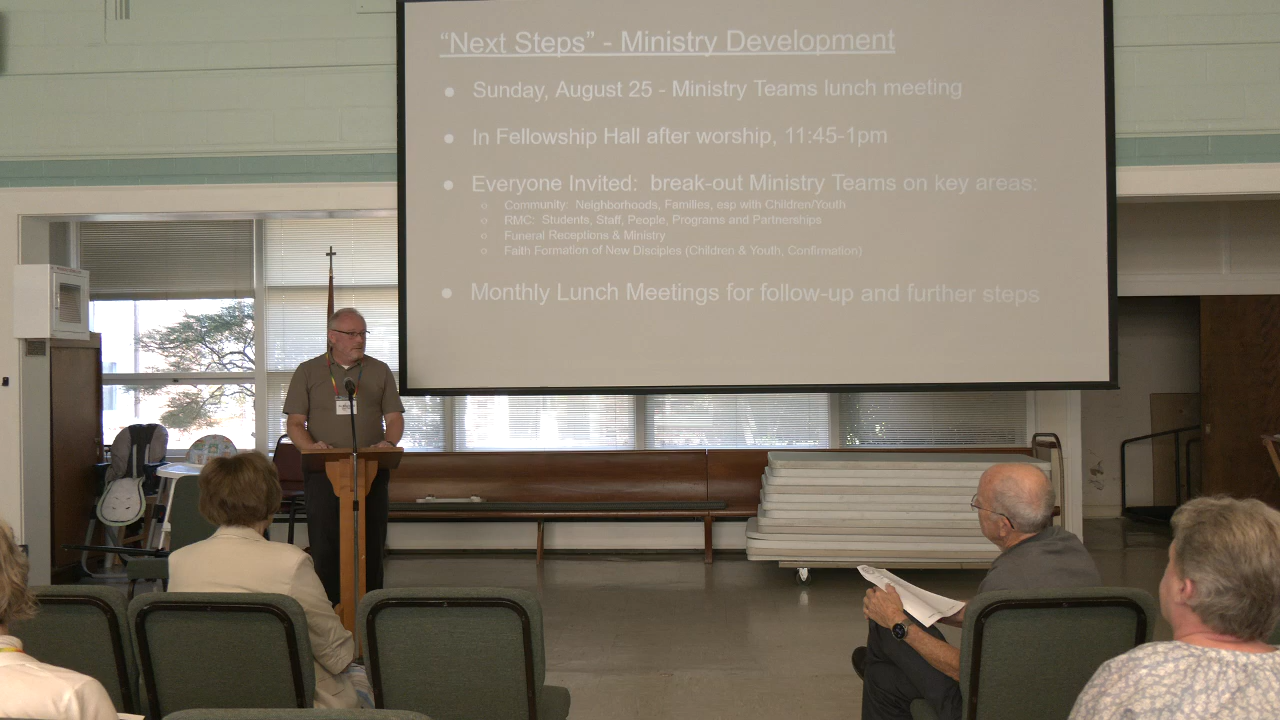 “Next Steps” - Ministry Development
● Sunday, August 25 - Ministry Teams lunch meeting
● In Fellowship Hall after worship, 11:45-1pm
● Everyone Invited: break-out Ministry Teams on key areas:
○ Community: Neighborhoods, Families, esp with Children/Youth
○ RMC: Students, Staff, People, Programs and Partnerships
○ Funeral Receptions & Ministry
○ Faith Formation of New Disciples (Children & Youth, Confirmation)
● Monthly Lunch Meetings for follow-up and further steps